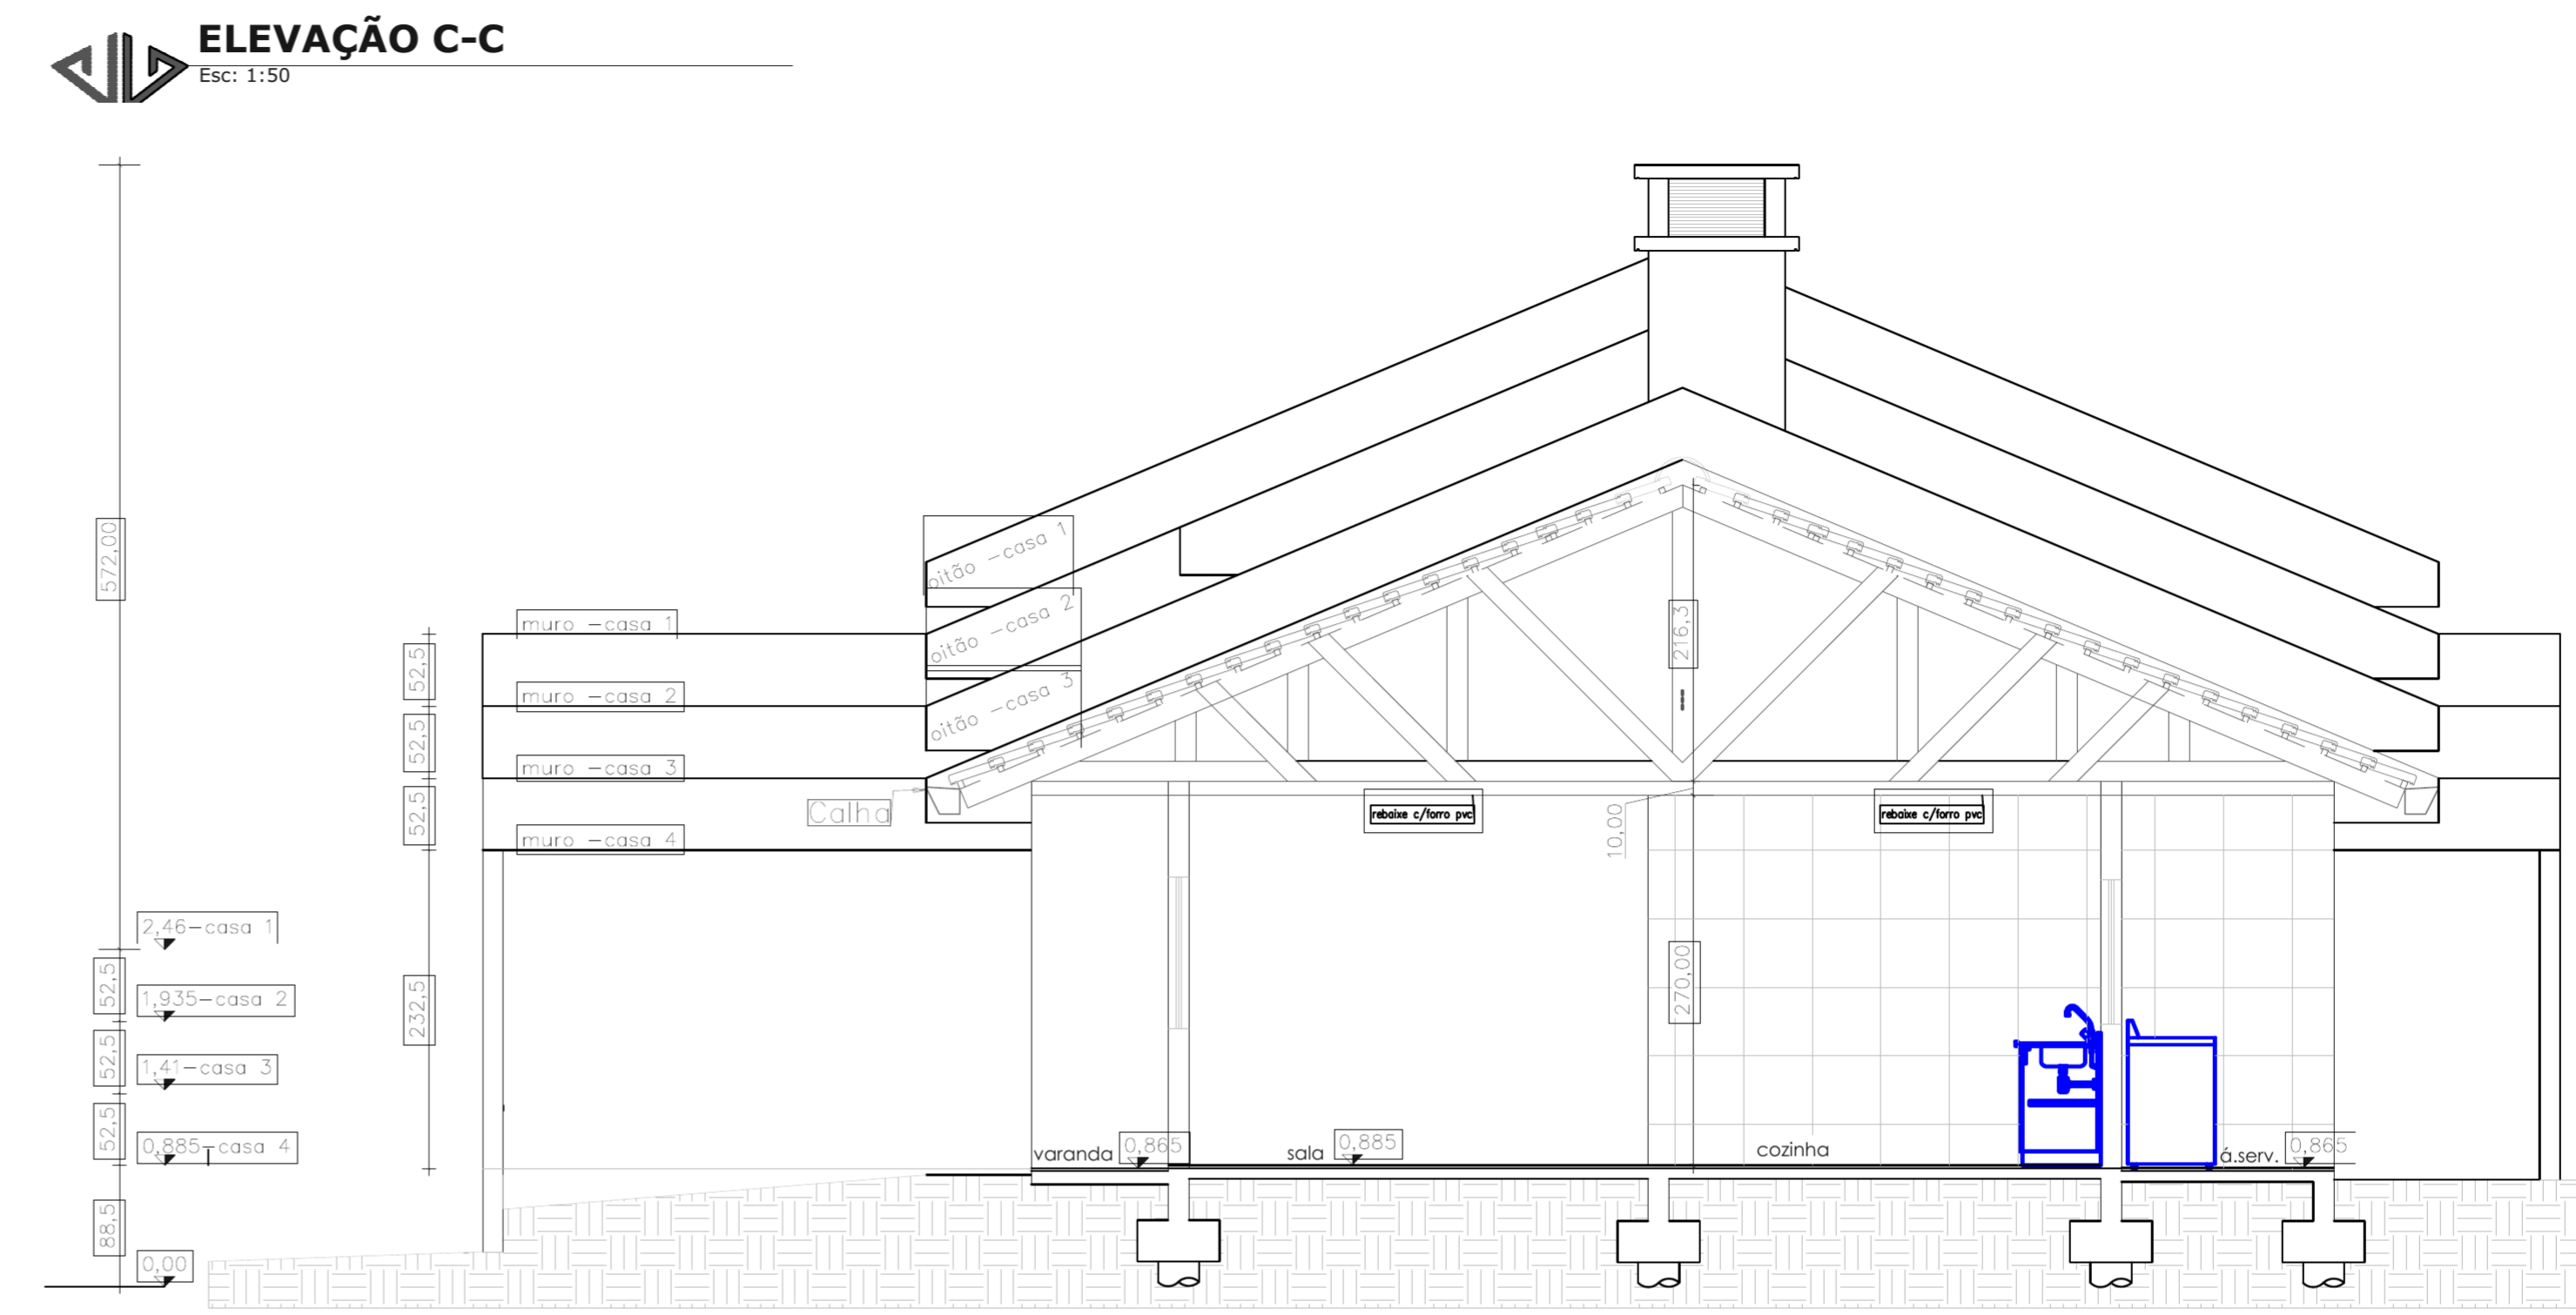 ELEVAÇÃO C-C
Esc: 1:50
572,00
oitão -casa 1
oitão -casa 2
oitão -casa 3
216,3
muro -casa 1
52,5
muro -casa 2
52,5
muro -casa 3
52,5
muro -casa 4
Calha
rebaixe c/forro pvc
10,00
rebaixe c/forro pvc
2,46-casa 1
52,5
1,935-casa 2
52,5
1,41-casa 3
52,5
0,885-casa 4
88,5
0,00
232,5
270,00
varanda 0,865
sala 0,885
cozinha
á.serv. 0,865